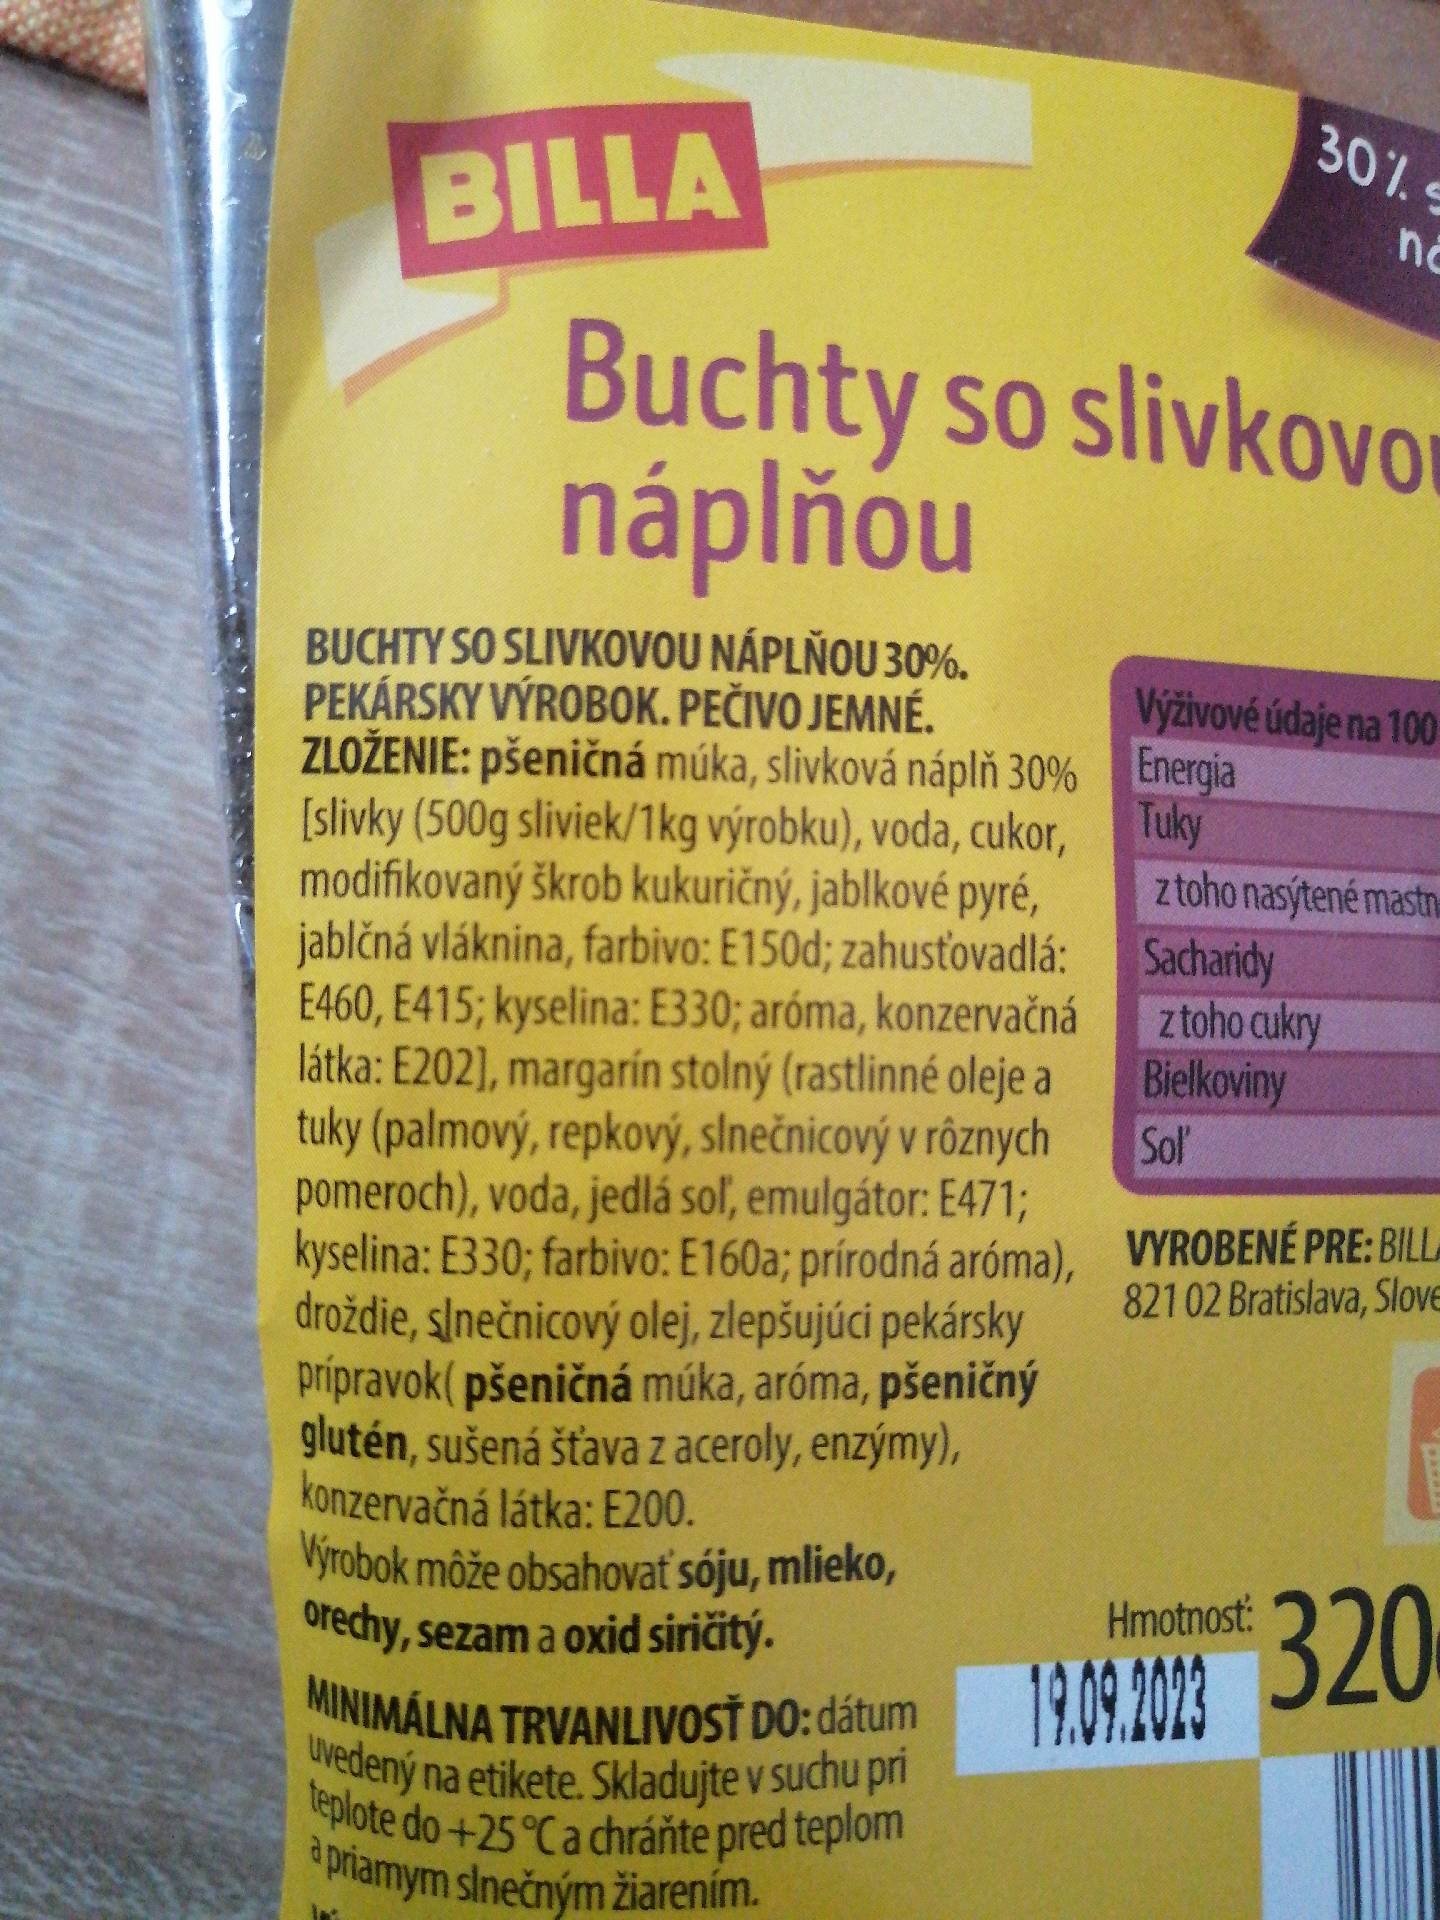 BILLA
30% s
Buchty so slivkovou
náplňou
BUCHTY SO SLIVKOVOU NÁPLŇOU 30%.
PEKÁRSKY VÝROBOK. PEČIVO JEMNÉ.
ZLOŽENIE: pšeničná múka, slivková náplň 30%
[slivky (500g sliviek/1kg výrobku), voda, cukor,
modifikovaný škrob kukuričný, jablkové pyré,
jablčná vláknina, farbivo: E150d; zahusťovadlá:
E460, E415; kyselina: E330; aróma, konzervačná
látka: E202], margarín stolný (rastlinné oleje a
tuky (palmový, repkový, slnečnicový v rôznych
pomeroch), voda, jedlá soľ, emulgátor: E471;
kyselina: E330; farbivo: E160a; prírodná aróma),
droždie, slnečnicový olej, zlepšujúci pekársky
prípravok( pšeničná múka, aróma, pšeničný
glutén, sušená šťava z aceroly, enzýmy),
konzervačná látka: E200.
Výrobok môže obsahovať sóju, mlieko,
orechy, sezam a oxid siričitý.
MINIMÁLNA TRVANLIVOSŤ DO: dátum
uvedený na etikete. Skladujte v suchu pri
teplote do +25 °C a chráňte pred teplom
a priamym slnečným žiarením.
Výživové údaje na 100
Energia
Tuky
z toho nasýtené mastn
Sacharidy
z toho cukry
Bielkoviny
Soľ
VYROBENÉ PRE: BILLA
821 02 Bratislava, Slove
Hmotnosť: 320
19.09.2023